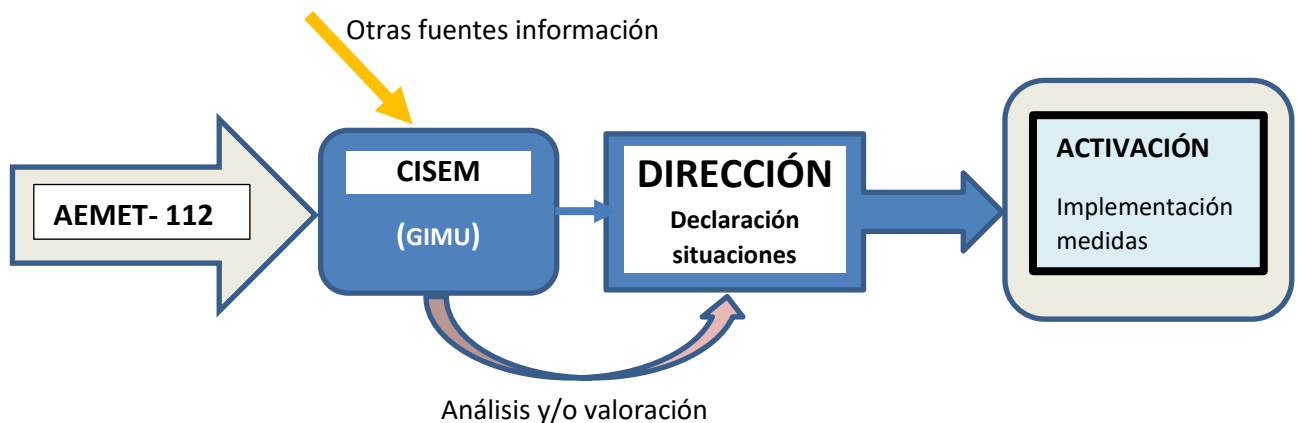 Otras fuentes información
AEMET- 112
CISEM
(GIMU)
DIRECCIÓN
Declaración
situaciones
ACTIVACIÓN
Implementación
medidas
Análisis y/o valoración